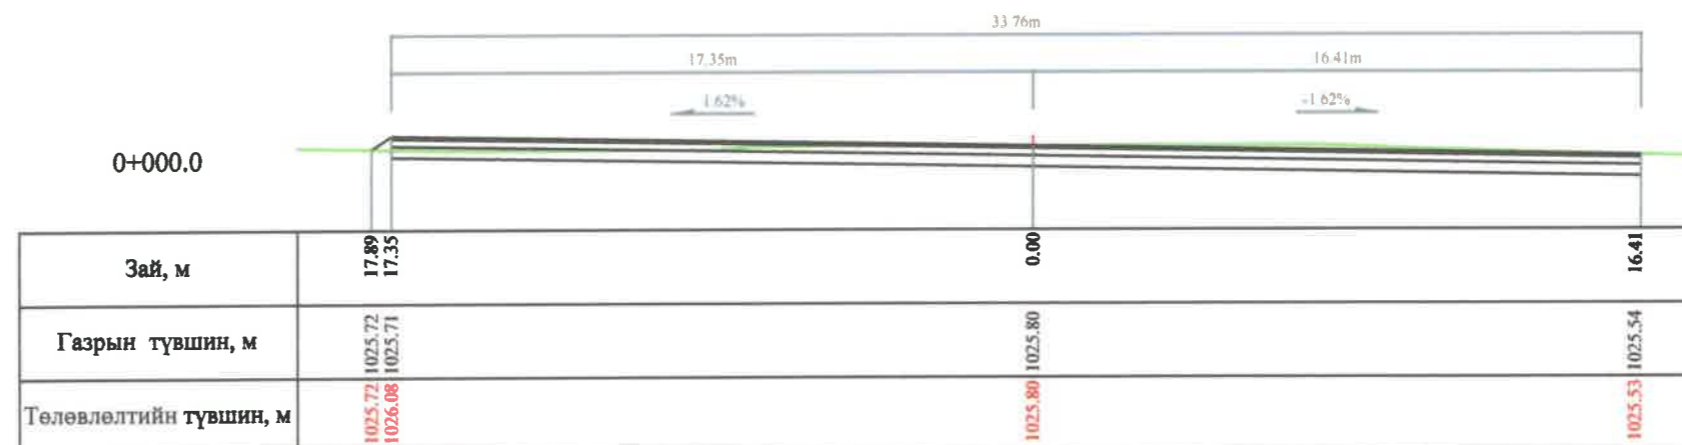 33.76m
17.35m 16.41m
1.62% -1.62%
0+000.0
Зай, м 17.89 17.35 0.00 16.41
Газрын түвшин, м 1025.72 1025.71 1025.80 1025.54
Төлөвлөлтийн түвшин, м 1025.72 1026.08 1025.80 1025.53